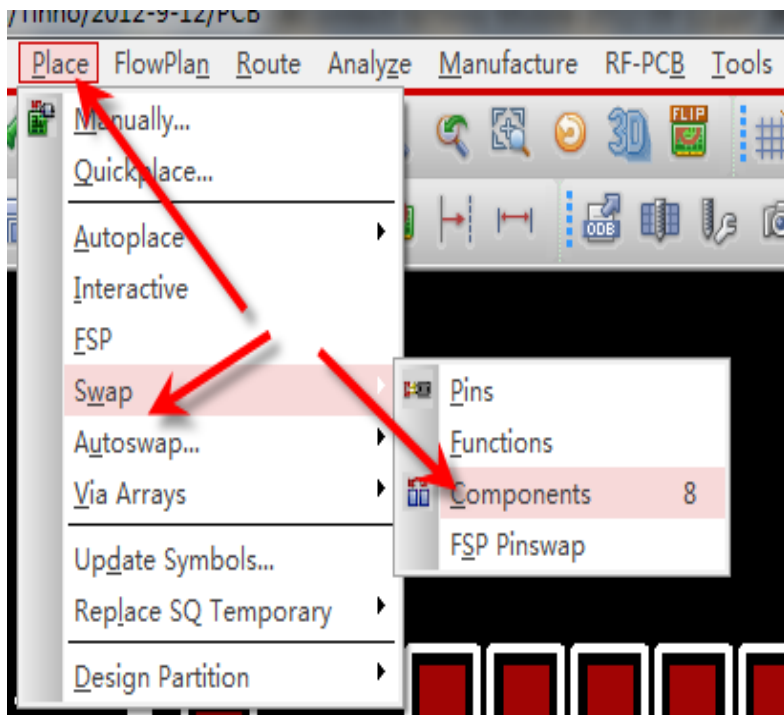 /Tinno/2012-9-12/PCB
Place FlowPlan Route Analyze Manufacture RF-PCB Tools
Manually...
Quickplace...
Autoplace
Interactive
FSP
Swap
Autoswap...
Via Arrays
Update Symbols...
Replace SQ Temporary
Design Partition
Pins
Functions
Components 8
FSP Pinswap
3D
FLIP
ODB